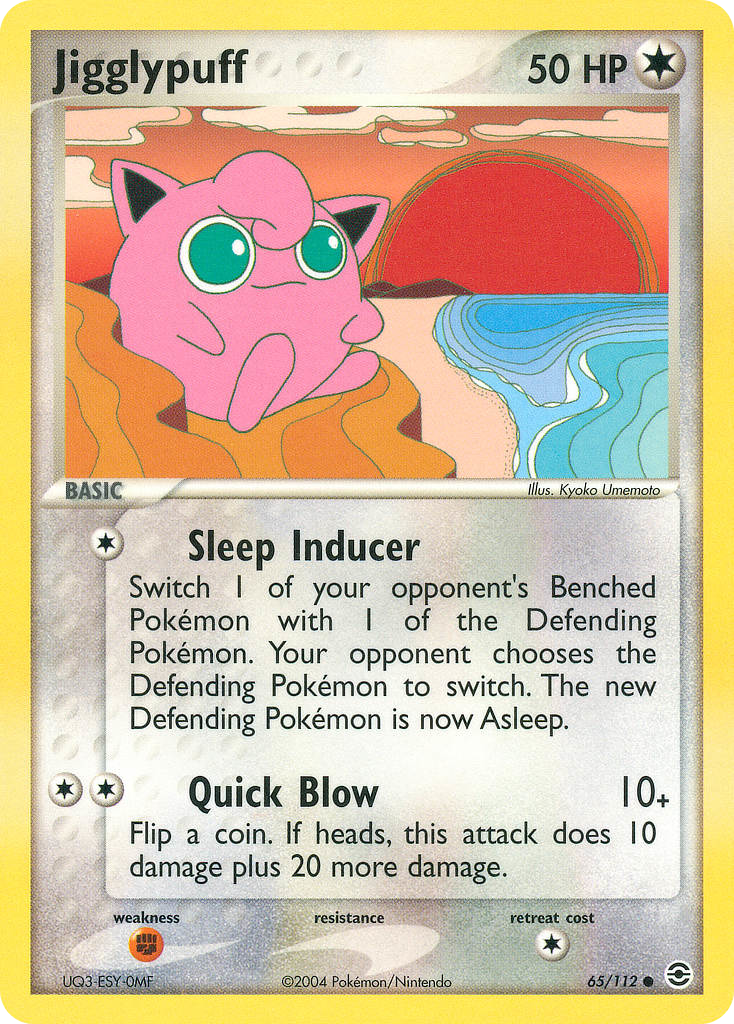 Jigglypuff 50 HP
BASIC
Illus. Kyoko Umemoto
Sleep Inducer
Switch 1 of your opponent's Benched
Pokémon with 1 of the Defending
Pokémon. Your opponent chooses the
Defending Pokémon to switch. The new
Defending Pokémon is now Asleep.
Quick Blow 10+
Flip a coin. If heads, this attack does 10
damage plus 20 more damage.
weakness resistance retreat cost
UQ3-ESY-0MF ©2004 Pokémon/Nintendo 65/112